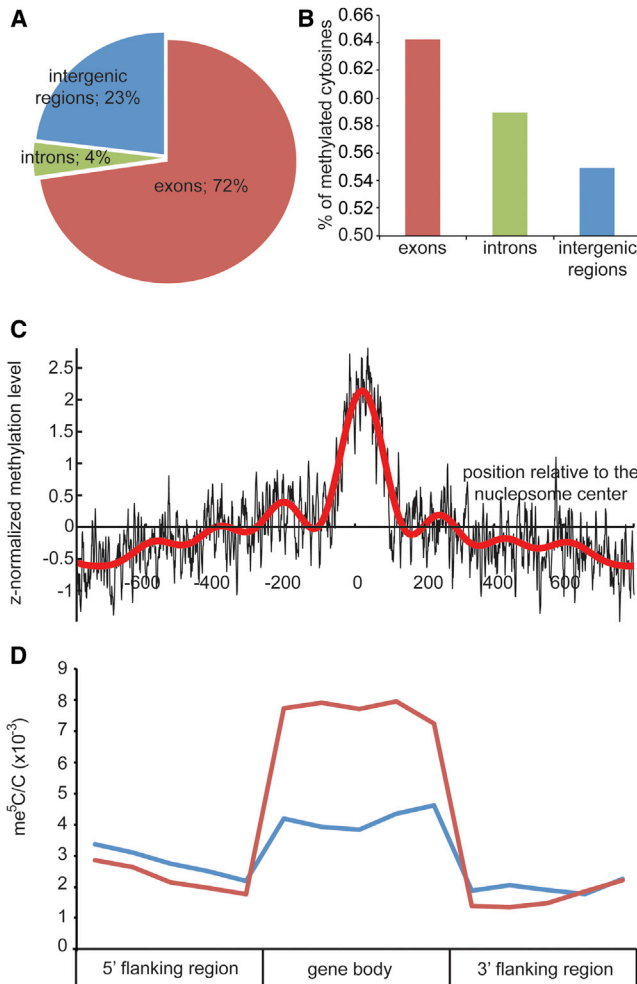 A
intergenic
regions; 23%
introns; 4%
exons; 72%
B
% of methylated cytosines
0.66
0.64
0.62
0.60
0.58
0.56
0.54
0.52
0.50
exons
introns
intergenic
regions
C
z-normalized methylation level
2.5
2
1.5
1
0.5
0
-0.5
-1
position relative to the
nucleosome center
-600
-400
-200
0
200
400
600
D
me⁵C/C (x10⁻³)
9
8
7
6
5
4
3
2
1
0
5' flanking region
gene body
3' flanking region